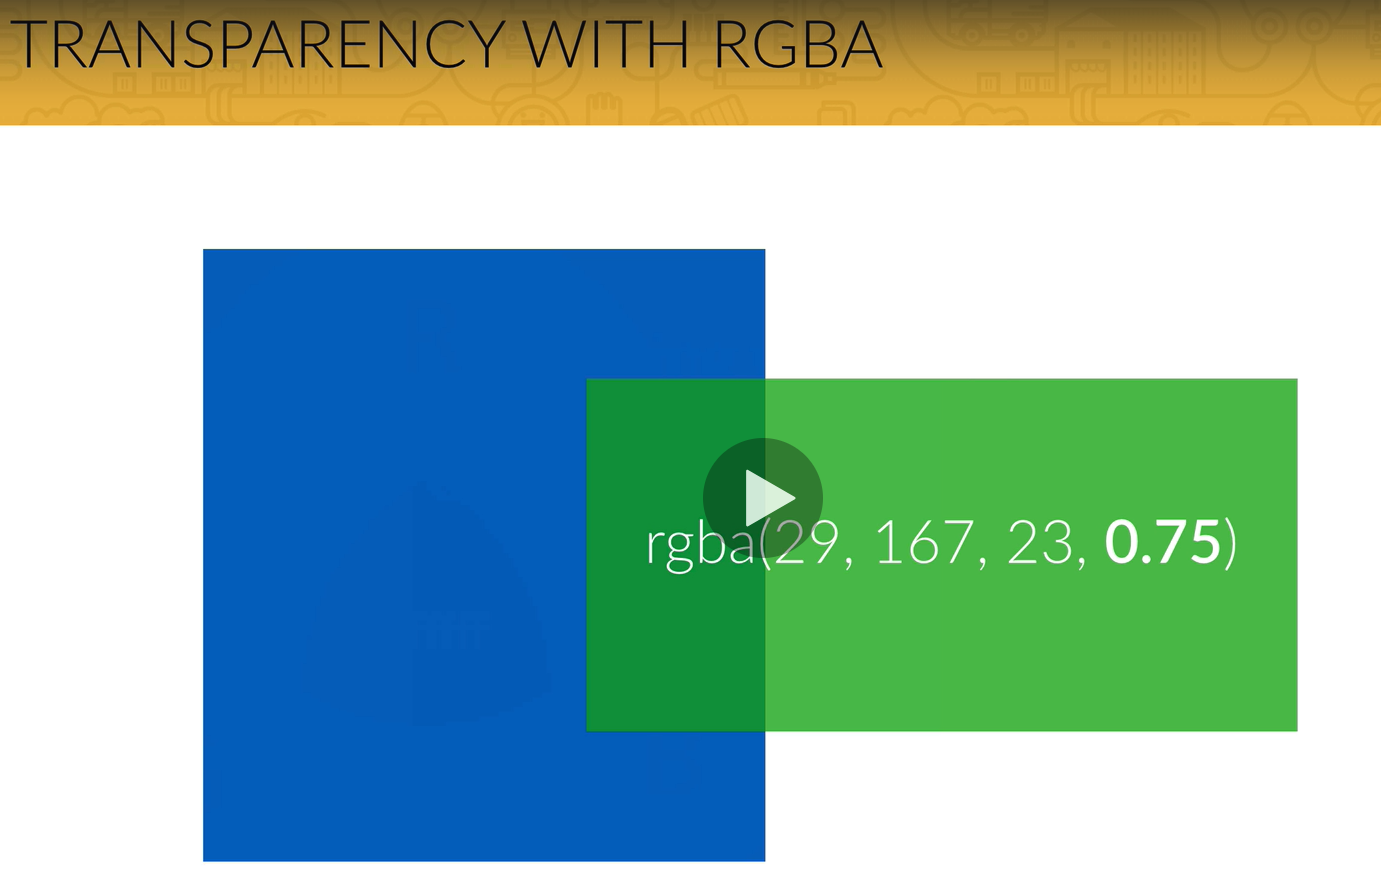 TRANSPARENCY WITH RGBA
rgba(29, 167, 23, 0.75)